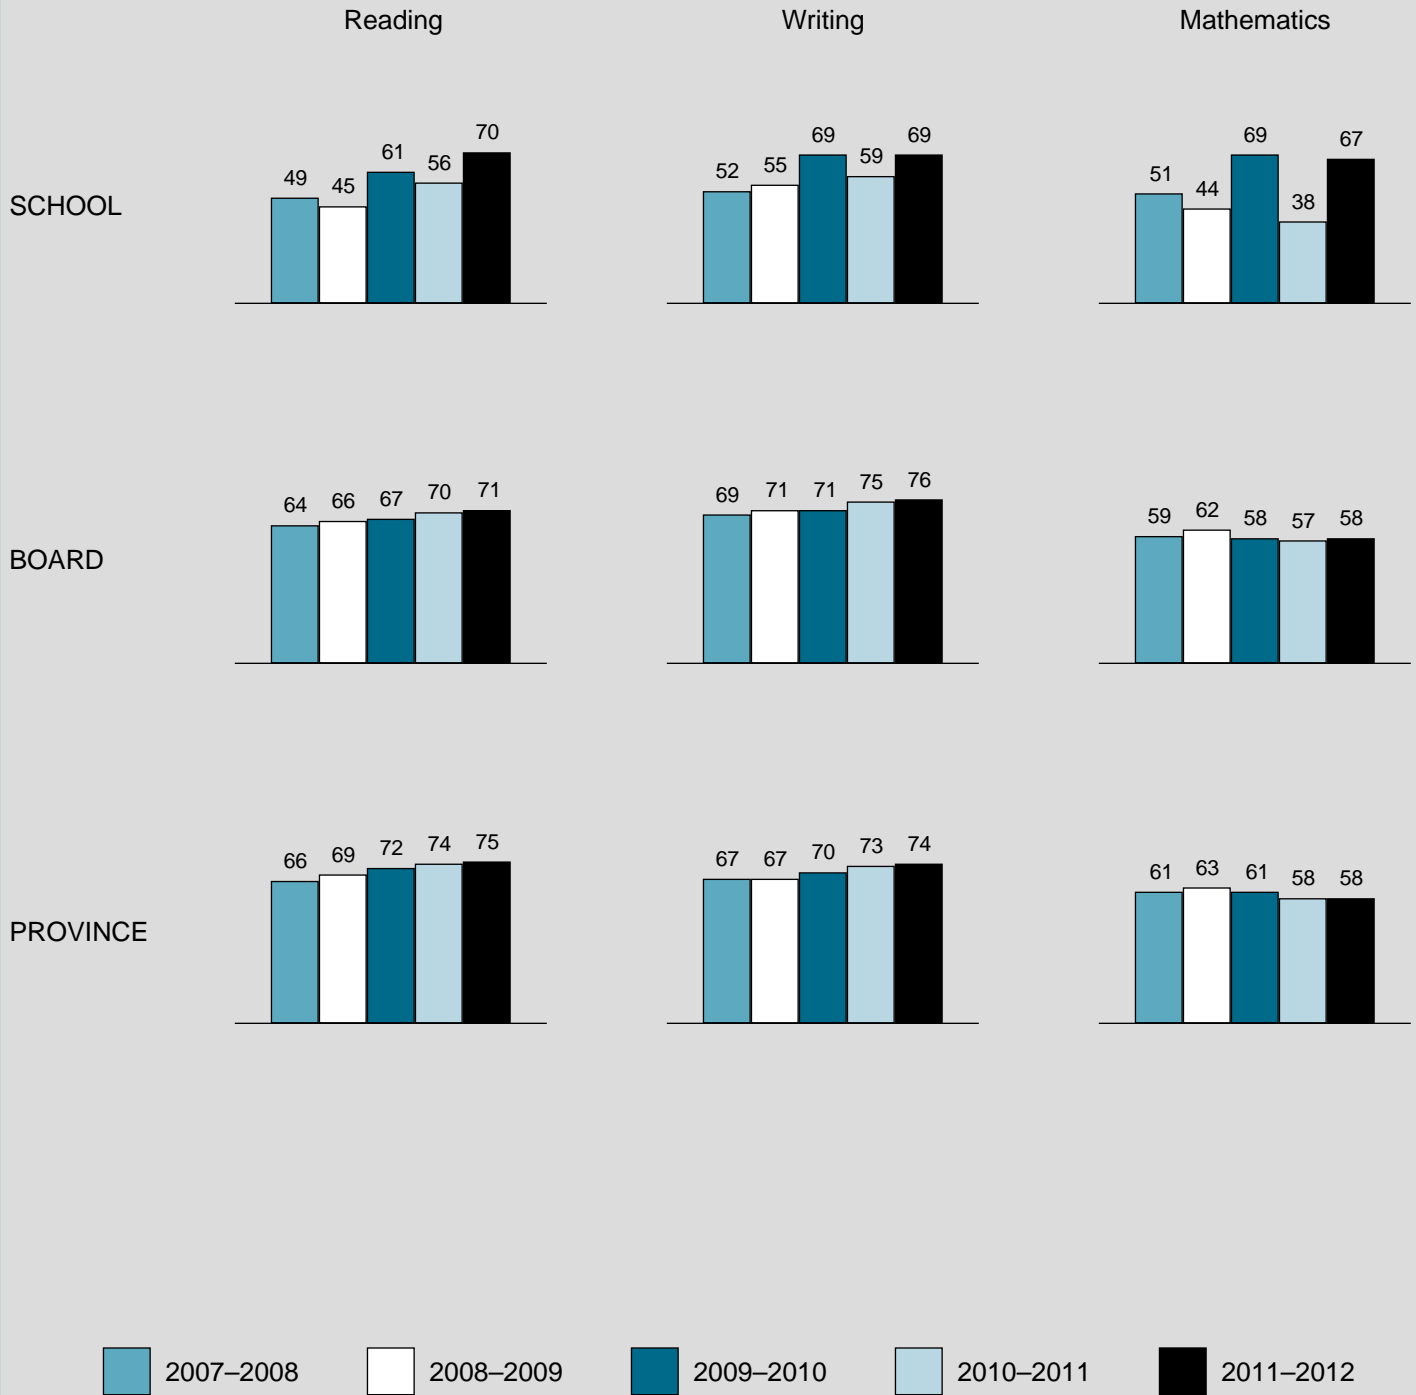 Reading Writing Mathematics
SCHOOL
49 45 61 56 70
52 55 69 59 69
51 44 69 38 67
BOARD
64 66 67 70 71
69 71 71 75 76
59 62 58 57 58
PROVINCE
66 69 72 74 75
67 67 70 73 74
61 63 61 58 58
2007–2008 2008–2009 2009–2010 2010–2011 2011–2012